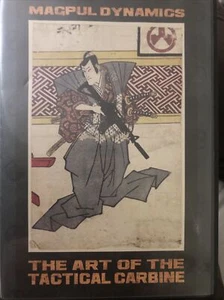 MAGPUL DYNAMICS
THE ART OF THE
TACTICAL CARBINE